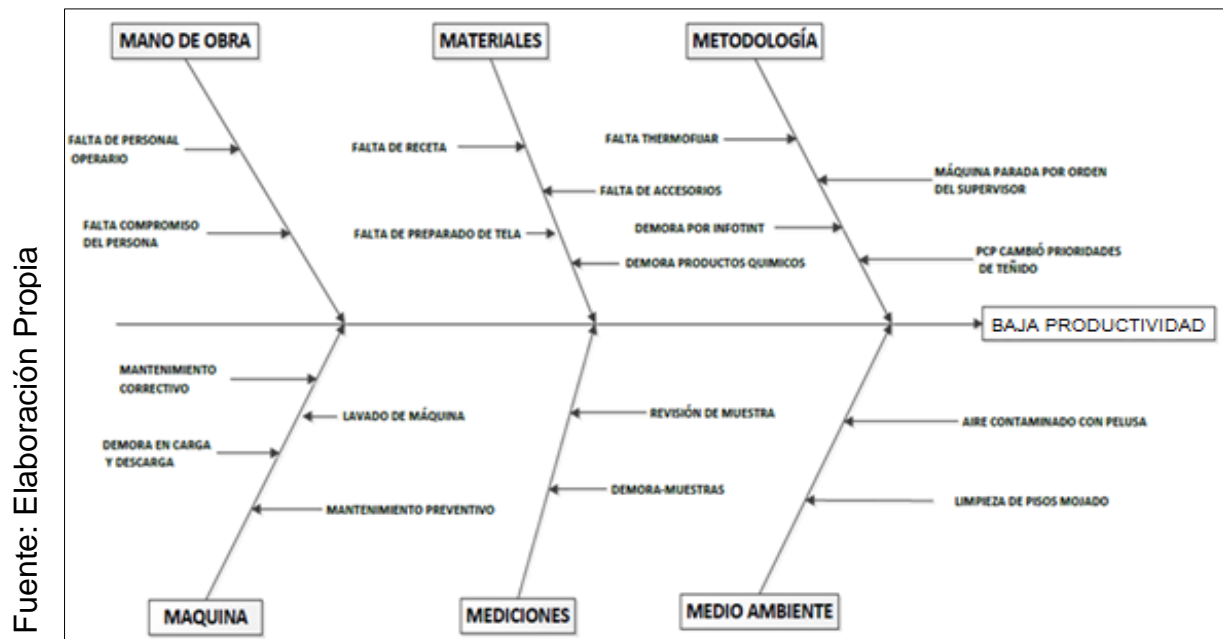 Fuente: Elaboración Propia
MANO DE OBRA
MATERIALES
METODOLOGÍA
FALTA DE PERSONAL
OPERARIO
FALTA COMPROMISO
DEL PERSONA
FALTA DE RECETA
FALTA DE ACCESORIOS
FALTA DE PREPARADO DE TELA
DEMORA PRODUCTOS QUIMICOS
FALTA THERMOFIJAR
MÁQUINA PARADA POR ORDEN
DEL SUPERVISOR
DEMORA POR INFOTINT
PCP CAMBIÓ PRIORIDADES
DE TEÑIDO
BAJA PRODUCTIVIDAD
MANTENIMIENTO
CORRECTIVO
LAVADO DE MÁQUINA
DEMORA EN CARGA
Y DESCARGA
MANTENIMIENTO PREVENTIVO
REVISIÓN DE MUESTRA
DEMORA-MUESTRAS
AIRE CONTAMINADO CON PELUSA
LIMPIEZA DE PISOS MOJADO
MAQUINA
MEDICIONES
MEDIO AMBIENTE